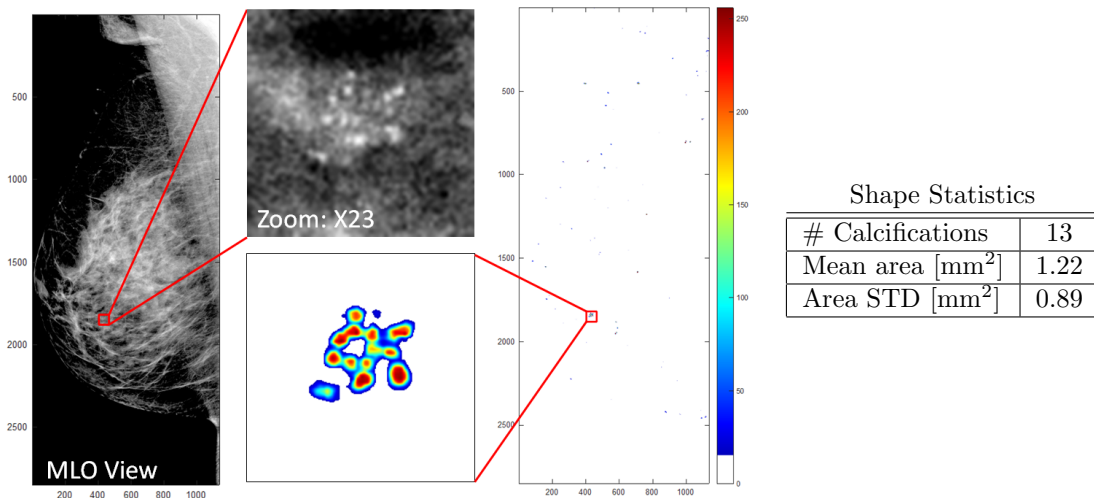 500
1000
1500
2000
2500
200 400 600 800 1000
MLO View
Zoom: X23
500
1000
1500
2000
2500
200 400 600 800 1000
250
200
150
100
50
0
Shape Statistics
# Calcifications 13
Mean area [mm²] 1.22
Area STD [mm²] 0.89